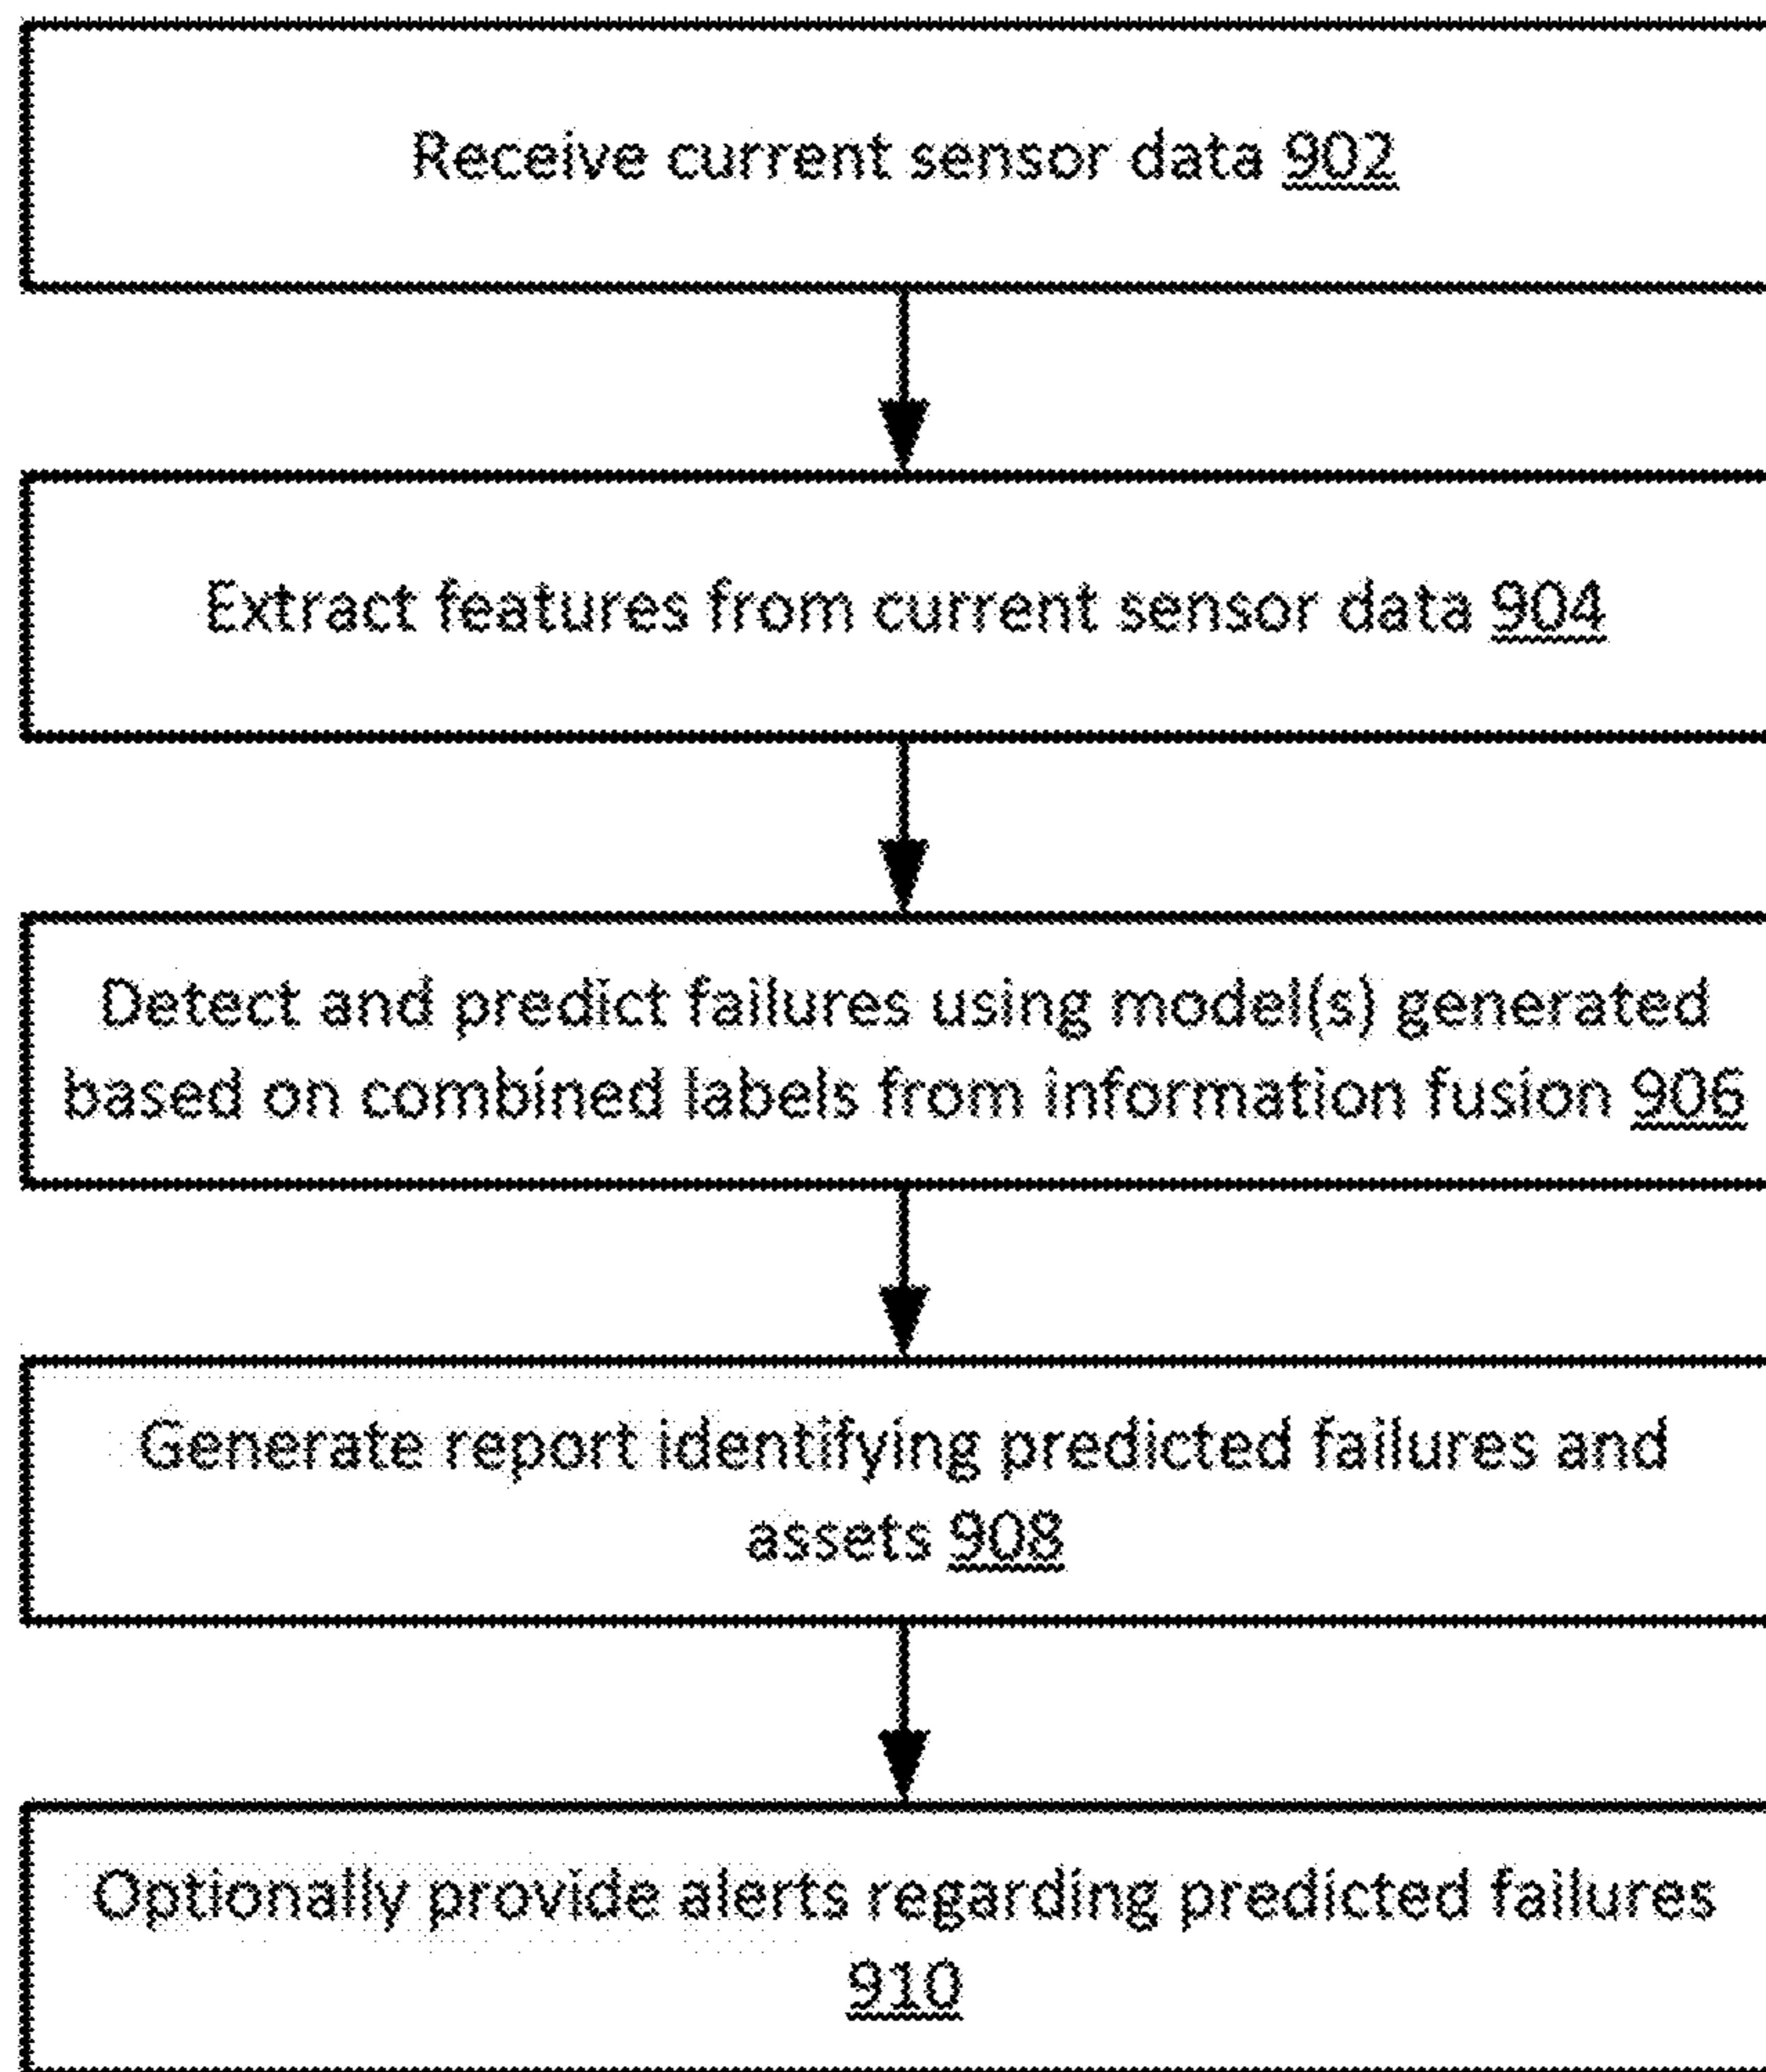 Receive current sensor data 902
Extract features from current sensor data 904
Detect and predict failures using model(s) generated
based on combined labels from information fusion 906
Generate report identifying predicted failures and
assets 908
Optionally provide alerts regarding predicted failures
910